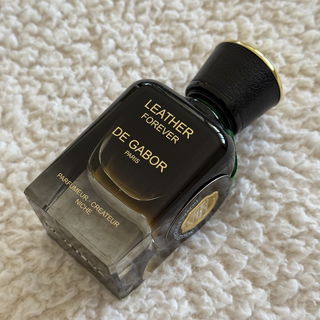 LEATHER
FOREVER
DE GABOR
PARIS
PARFUMEUR CREATEUR
NICHE